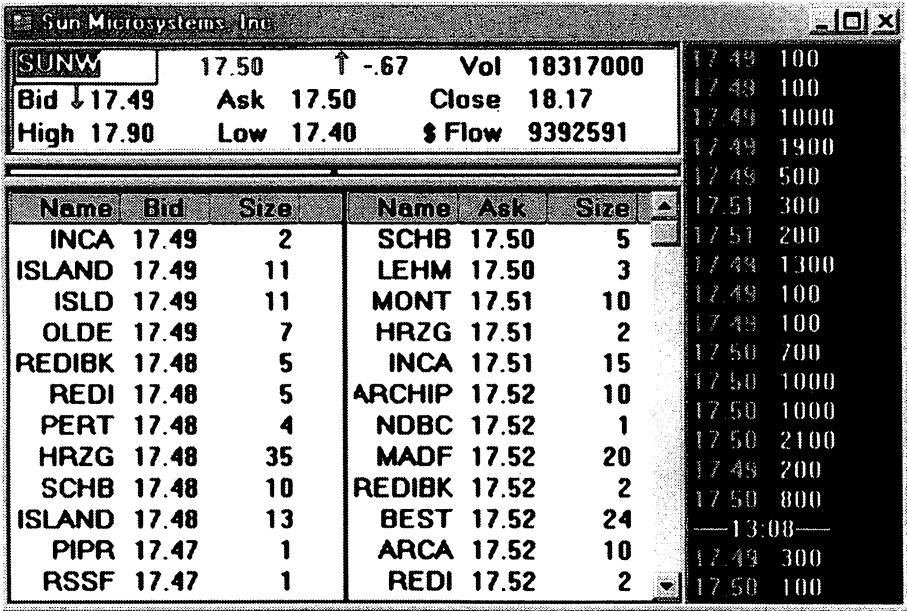 Sun Microsystems, Inc.
SUNW 17.50 ↑ -.67 Vol 18317000
Bid ↓ 17.49 Ask 17.50 Close 18.17
High 17.90 Low 17.40 $ Flow 9392591
Name Bid Size Name Ask Size
INCA 17.49 2 SCHB 17.50 5
ISLAND 17.49 11 LEHM 17.50 3
ISLD 17.49 11 MONT 17.51 10
OLDE 17.49 7 HRZG 17.51 2
REDIBK 17.48 5 INCA 17.51 15
REDI 17.48 5 ARCHIP 17.52 10
PERT 17.48 4 NDBC 17.52 1
HRZG 17.48 35 MADF 17.52 20
SCHB 17.48 10 REDIBK 17.52 2
ISLAND 17.48 13 BEST 17.52 24
PIPR 17.47 1 ARCA 17.52 10
RSSF 17.47 1 REDI 17.52 2
17.49 100
17.49 100
17.49 1000
17.49 1900
17.49 500
17.51 300
17.51 200
17.49 1300
17.49 100
17.49 100
17.50 700
17.50 1000
17.50 1000
17.50 2100
17.49 200
17.50 800
13:08
17.49 300
17.50 100